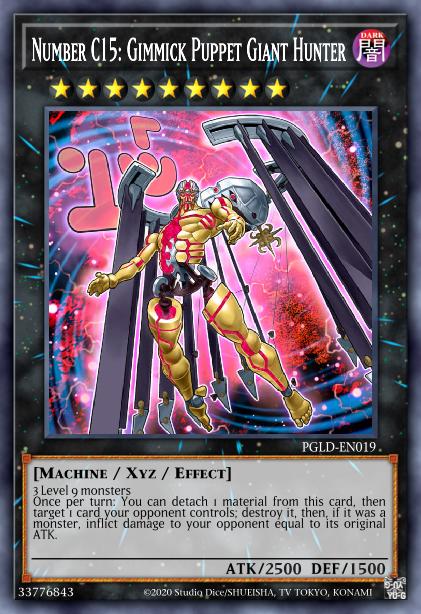 Number C15: Gimmick Puppet Giant Hunter
DARK
闇
PGLD-EN019
[Machine / Xyz / Effect]
3 Level 9 monsters
Once per turn: You can detach 1 material from this card, then
target 1 card your opponent controls; destroy it, then, if it was a
monster, inflict damage to your opponent equal to its original
ATK.
ATK/2500 DEF/1500
33776843
©2020 Studio Dice/SHUEISHA, TV TOKYO, KONAMI